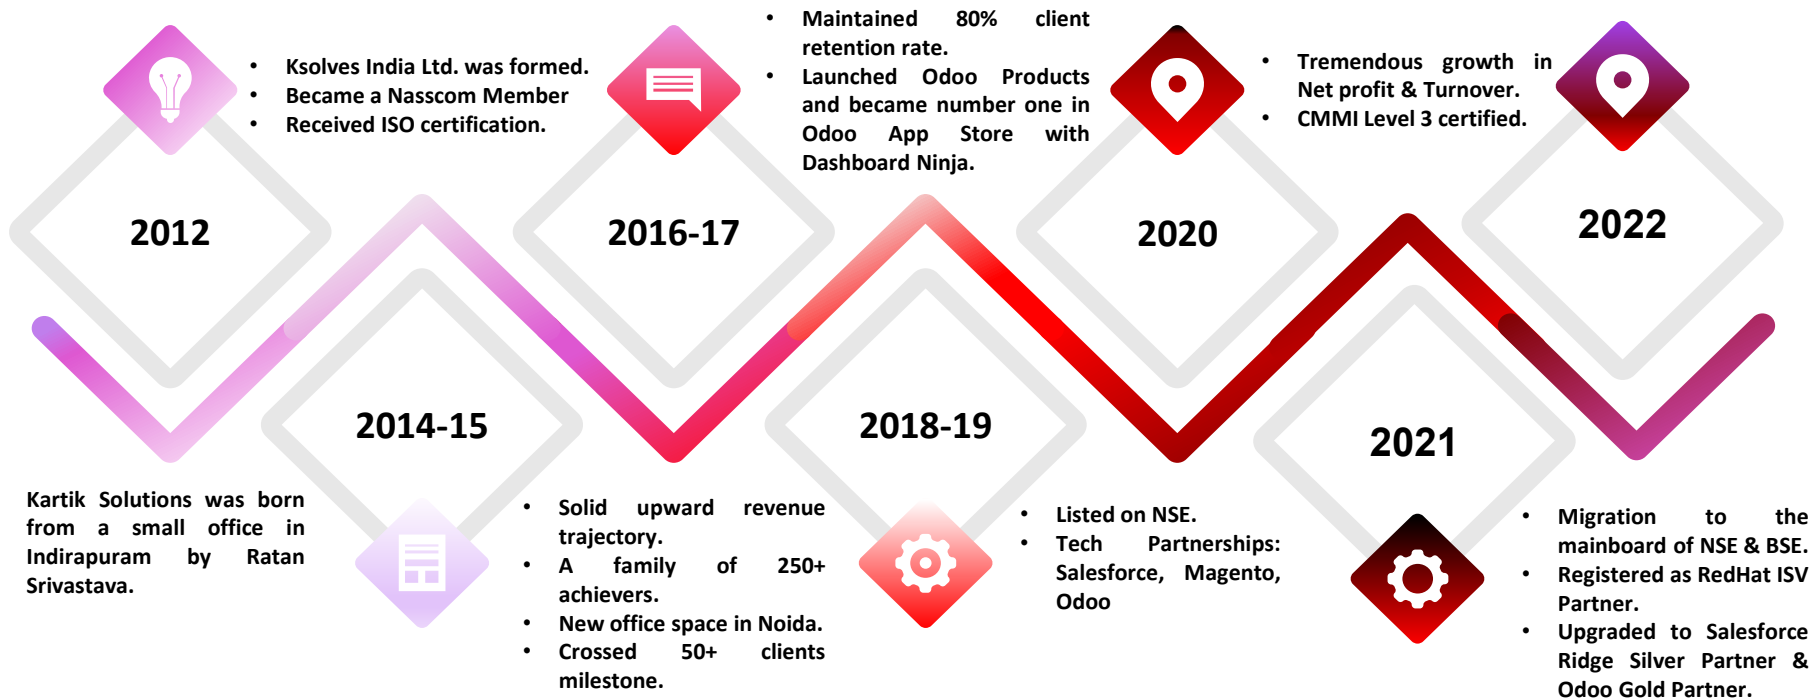 2012
Kartik Solutions was born
from a small office in
Indirapuram by Ratan
Srivastava.
• Ksolves India Ltd. was formed.
• Became a Nasscom Member
• Received ISO certification.
2014-15
2016-17
• Solid upward revenue
trajectory.
• A family of 250+
achievers.
• New office space in Noida.
• Crossed 50+ clients
milestone.
• Maintained 80% client
retention rate.
• Launched Odoo Products
and became number one in
Odoo App Store with
Dashboard Ninja.
2018-19
2020
• Listed on NSE.
• Tech Partnerships:
Salesforce, Magento,
Odoo
• Tremendous growth in
Net profit & Turnover.
• CMMI Level 3 certified.
2021
2022
• Migration to the
mainboard of NSE & BSE.
• Registered as RedHat ISV
Partner.
• Upgraded to Salesforce
Ridge Silver Partner &
Odoo Gold Partner.